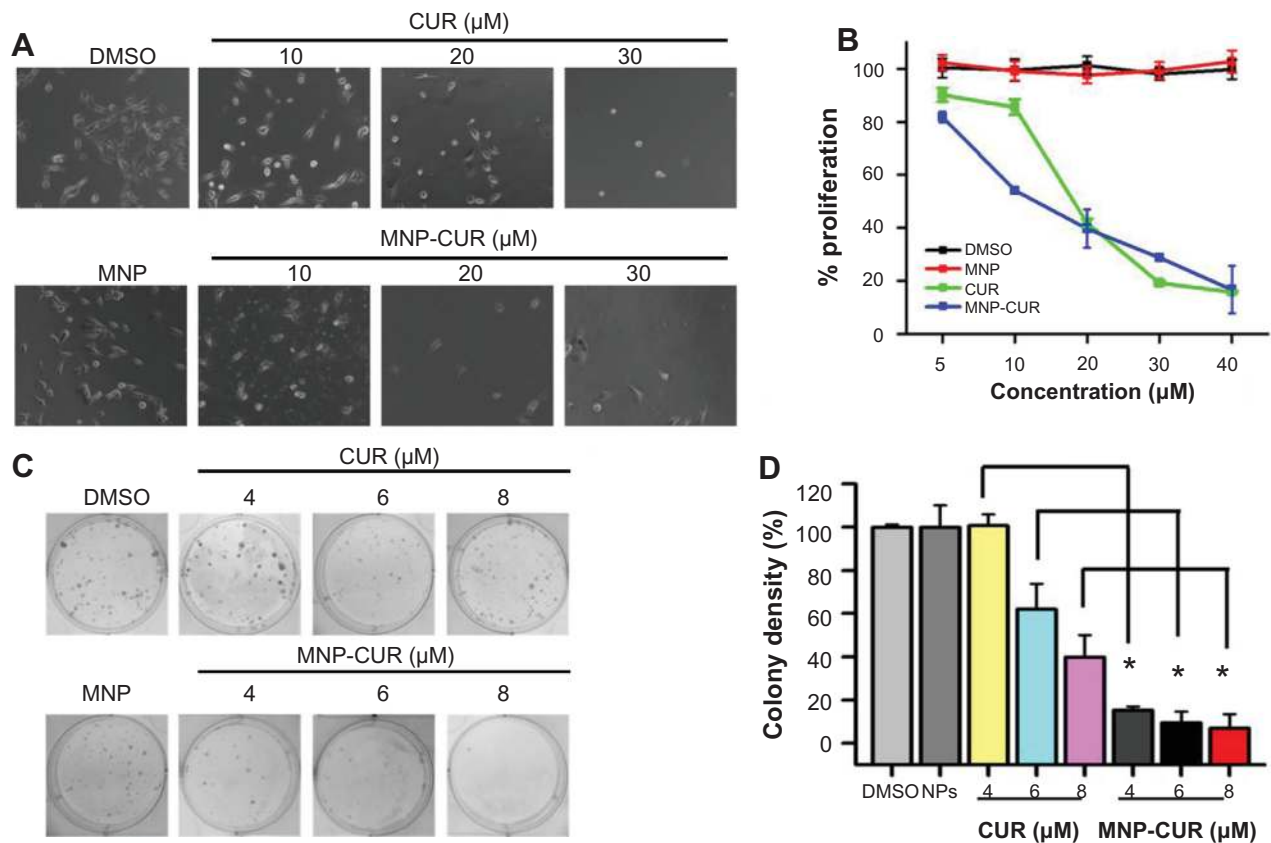 A
CUR (µM)
DMSO 10 20 30
MNP-CUR (µM)
MNP 10 20 30
B
% proliferation
100
80
60
40
20
0
DMSO
MNP
CUR
MNP-CUR
5 10 20 30 40
Concentration (µM)
C
CUR (µM)
DMSO 4 6 8
MNP-CUR (µM)
MNP 4 6 8
D
Colony density (%)
120
100
80
60
40
20
0
* * *
DMSO NPs 4 6 8 4 6 8
CUR (µM) MNP-CUR (µM)